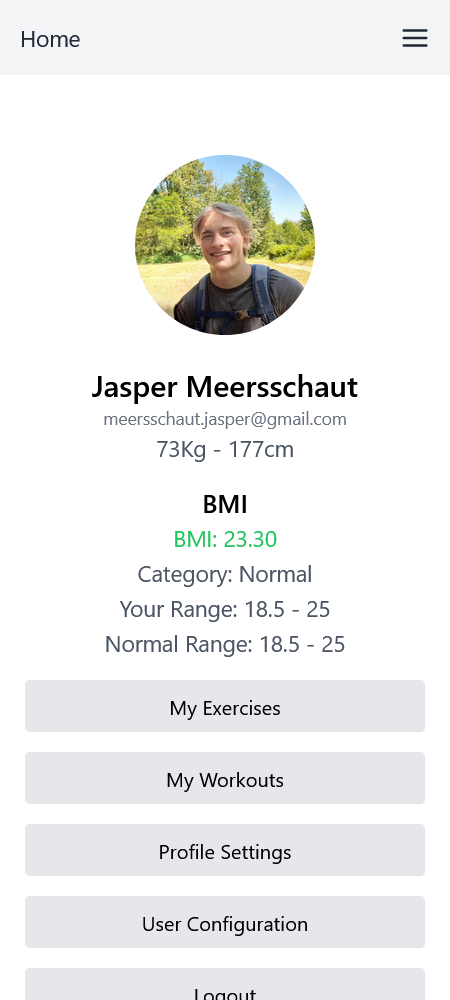 Home
Jasper Meersschaut
meersschaut.jasper@gmail.com
73Kg - 177cm
BMI
BMI: 23.30
Category: Normal
Your Range: 18.5 - 25
Normal Range: 18.5 - 25
My Exercises
My Workouts
Profile Settings
User Configuration
Logout